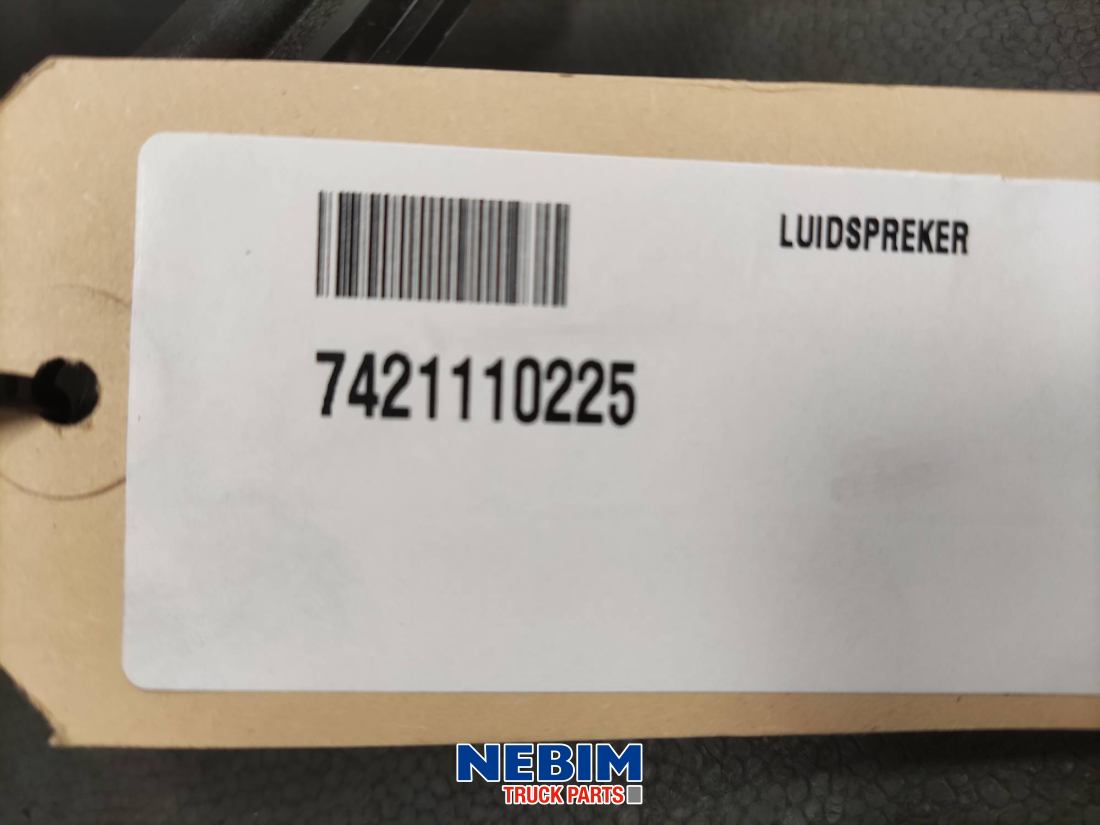 LUIDSPREKER
7421110225
NEBIM
TRUCK PARTS